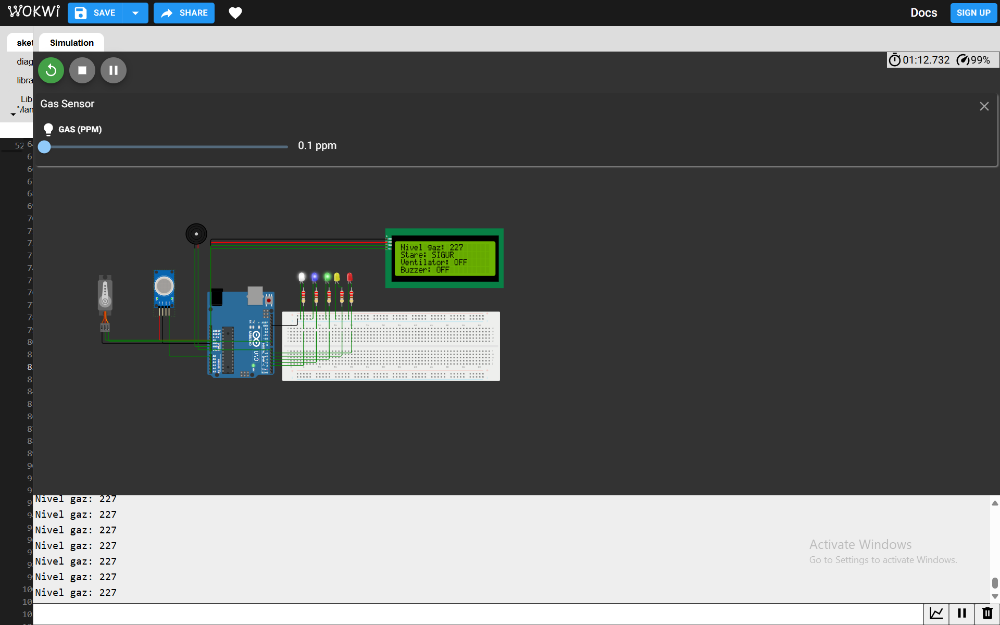 WOKWI
SAVE
SHARE
Docs
SIGN UP
sket
Simulation
diag
libra
Lib
Man
01:12.732
99%
Gas Sensor
GAS (PPM)
0.1 ppm
52
Nivel gaz: 227
Stare: SIGUR
Ventilator: OFF
Buzzer: OFF
ARDUINO
UNO
Nivel gaz: 227
Nivel gaz: 227
Nivel gaz: 227
Nivel gaz: 227
Nivel gaz: 227
Nivel gaz: 227
Nivel gaz: 227
Activate Windows
Go to Settings to activate Windows.